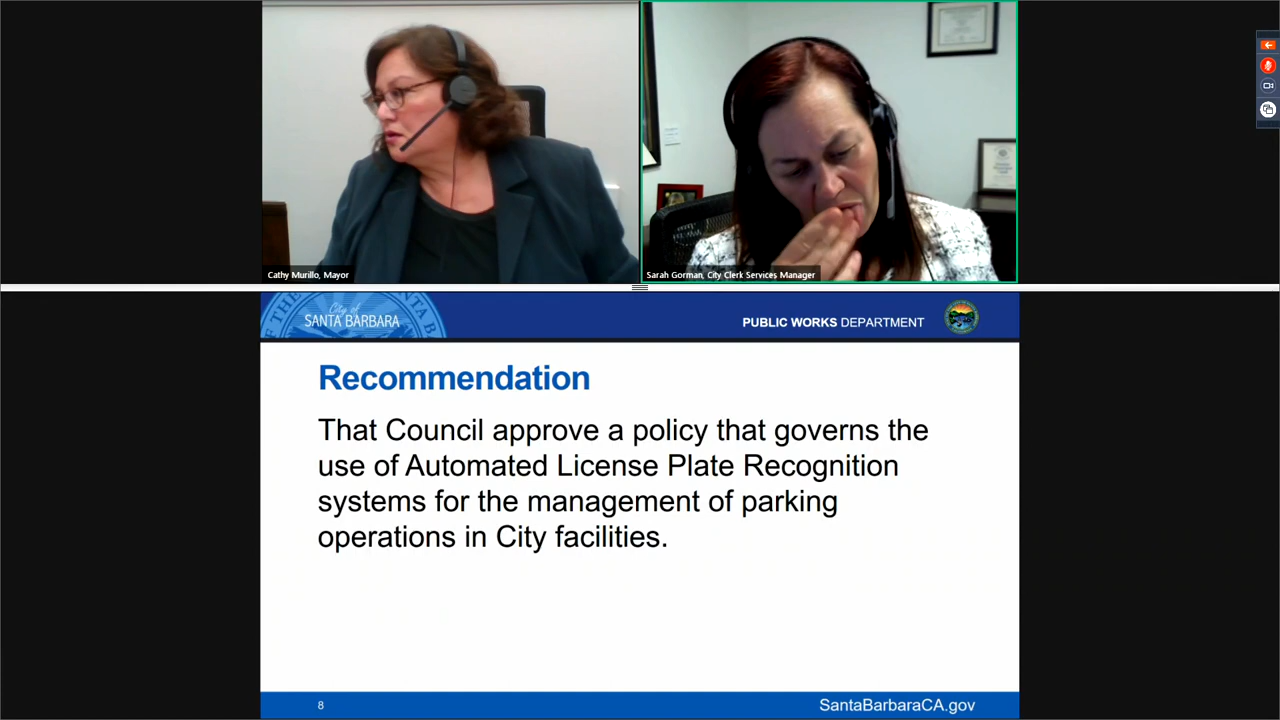 Cathy Murillo, Mayor
Sarah Gorman, City Clerk Services Manager
City of
SANTA BARBARA
PUBLIC WORKS DEPARTMENT
Recommendation
That Council approve a policy that governs the
use of Automated License Plate Recognition
systems for the management of parking
operations in City facilities.
8
SantaBarbaraCA.gov